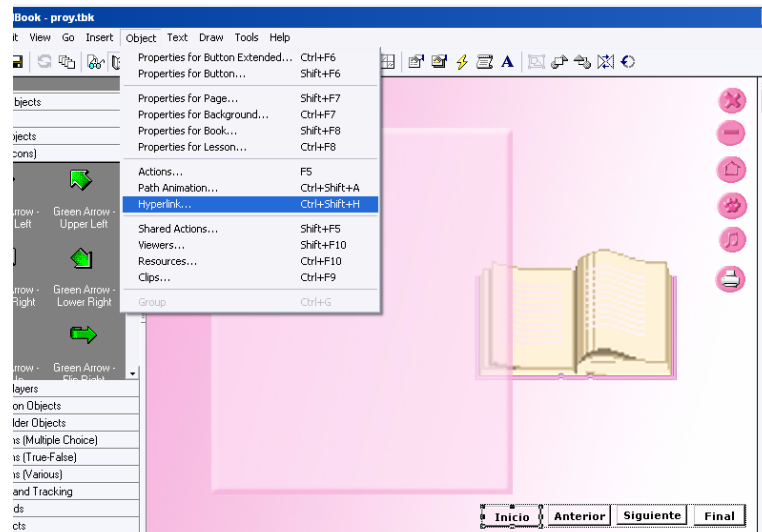 Book - proy.tbk
it View Go Insert Object Text Draw Tools Help
Properties for Button Extended... Ctrl+F6
Properties for Button... Shift+F6
Properties for Page... Shift+F7
Properties for Background... Ctrl+F7
Properties for Book... Shift+F8
Properties for Lesson... Ctrl+F8
Actions... F5
Path Animation... Ctrl+Shift+A
Hyperlink... Ctrl+Shift+H
Shared Actions... Shift+F5
Viewers... Shift+F10
Resources... Ctrl+F10
Clips... Ctrl+F9
Group Ctrl+G
bjects
bjects
cons)
rrow - Green Arrow -
Left Upper Left
rrow - Green Arrow -
Right Lower Right
rrow - Green Arrow -
Flip Right
layers
on Objects
lder Objects
ns (Multiple Choice)
ns (True-False)
ns (Various)
and Tracking
ds
cts
Inicio Anterior Siguiente Final